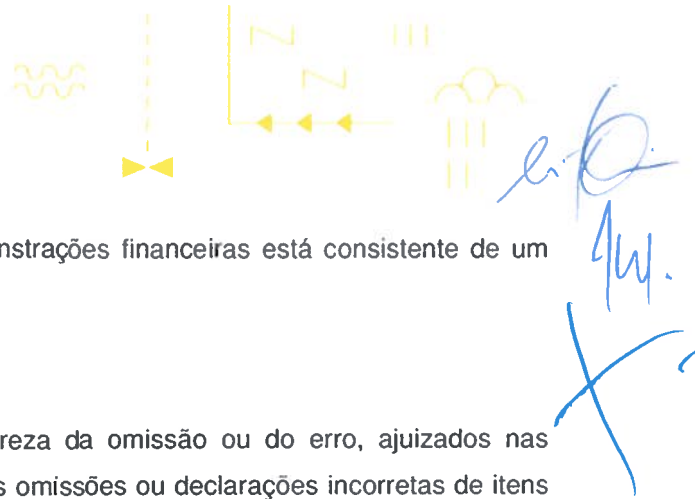 nstrações financeiras está consistente de um
reza da omissão ou do erro, ajuizados nas
s omissões ou declarações incorretas de itens